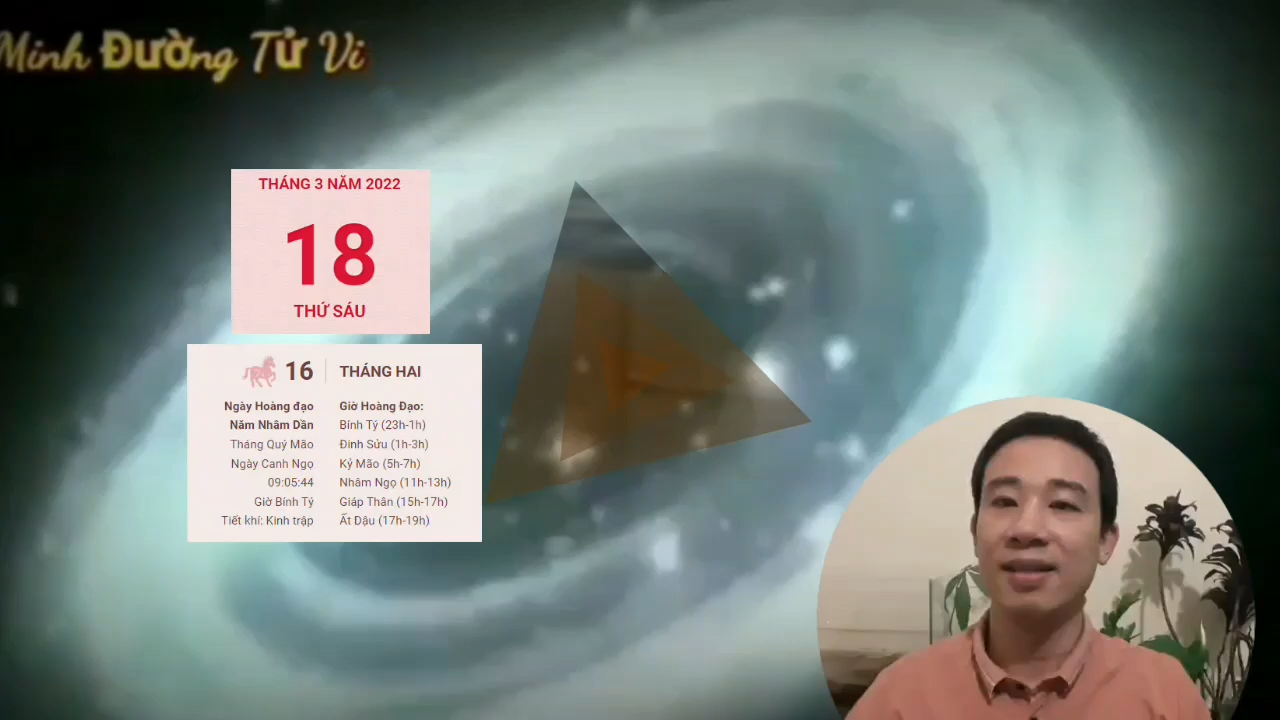 Minh Đường Tử Vi
THÁNG 3 NĂM 2022
18
THỨ SÁU
16
THÁNG HAI
Ngày Hoàng đạo
Năm Nhâm Dần
Tháng Quý Mão
Ngày Canh Ngọ
09:05:44
Giờ Bính Tý
Tiết khí: Kinh trập
Giờ Hoàng Đạo:
Bính Tý (23h-1h)
Đinh Sửu (1h-3h)
Kỷ Mão (5h-7h)
Nhâm Ngọ (11h-13h)
Giáp Thân (15h-17h)
Ất Dậu (17h-19h)